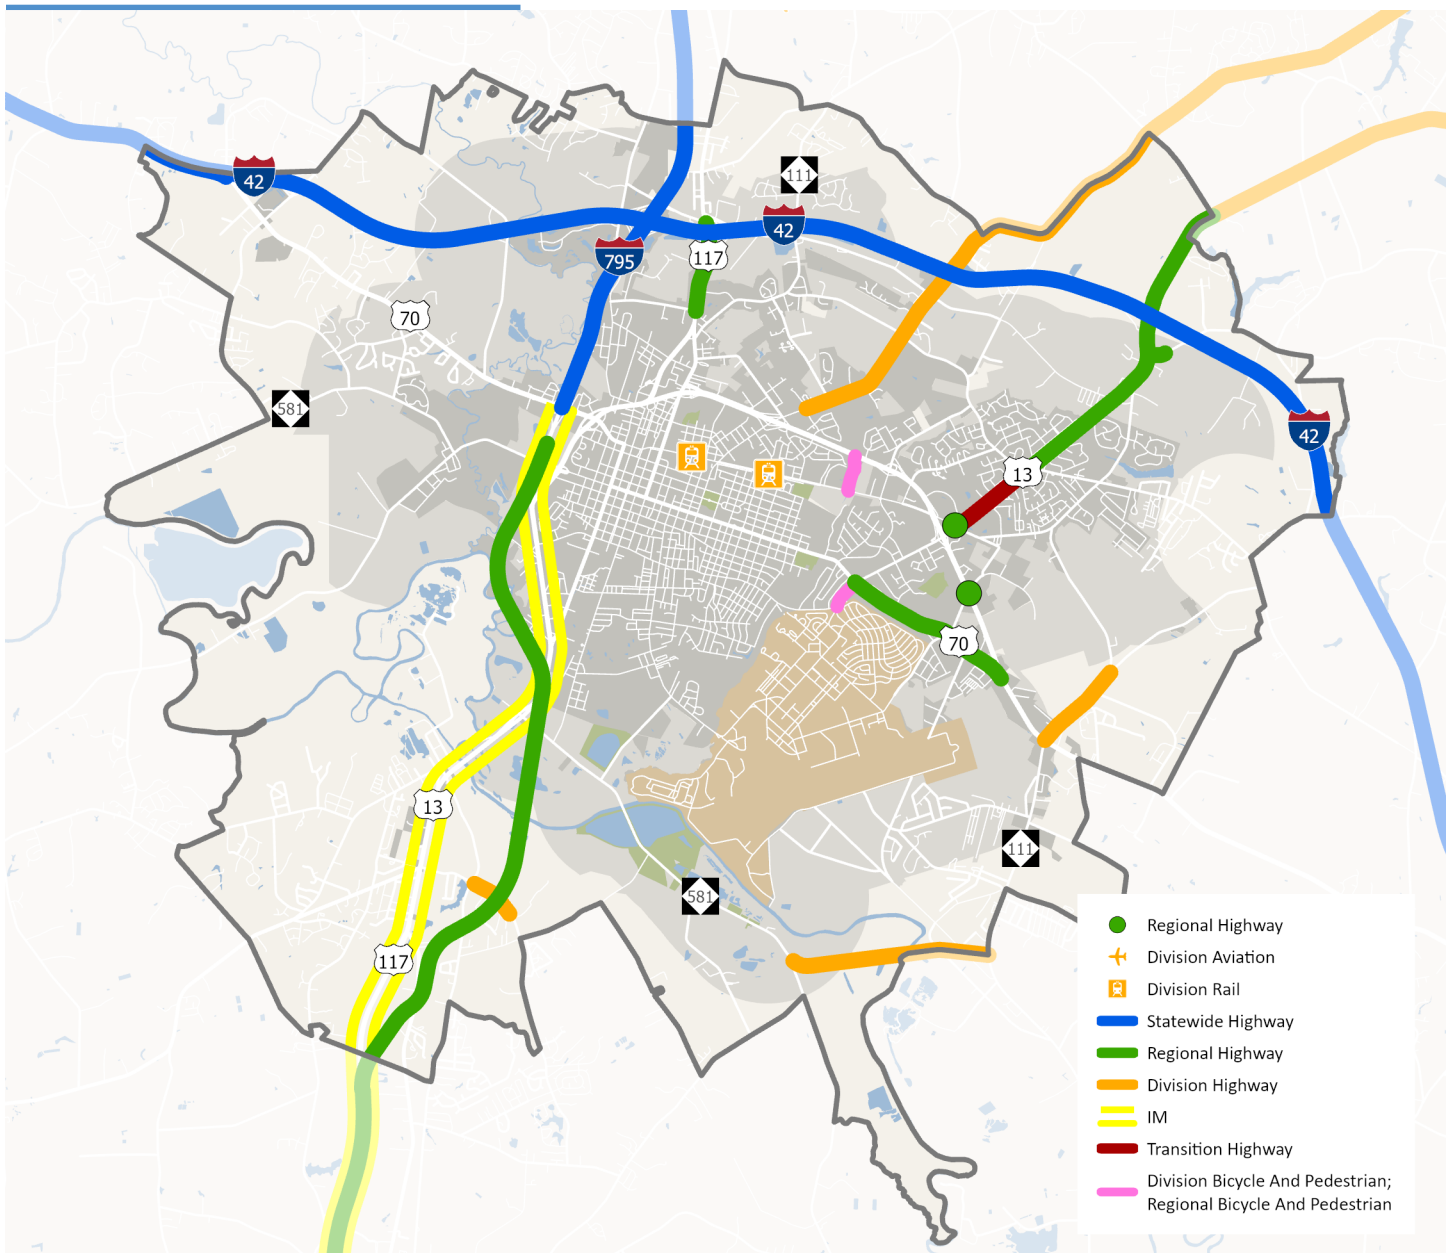 111
42
42
117
795
70
581
42
13
70
13
111
581
117
Regional Highway
Division Aviation
Division Rail
Statewide Highway
Regional Highway
Division Highway
IM
Transition Highway
Division Bicycle And Pedestrian;
Regional Bicycle And Pedestrian